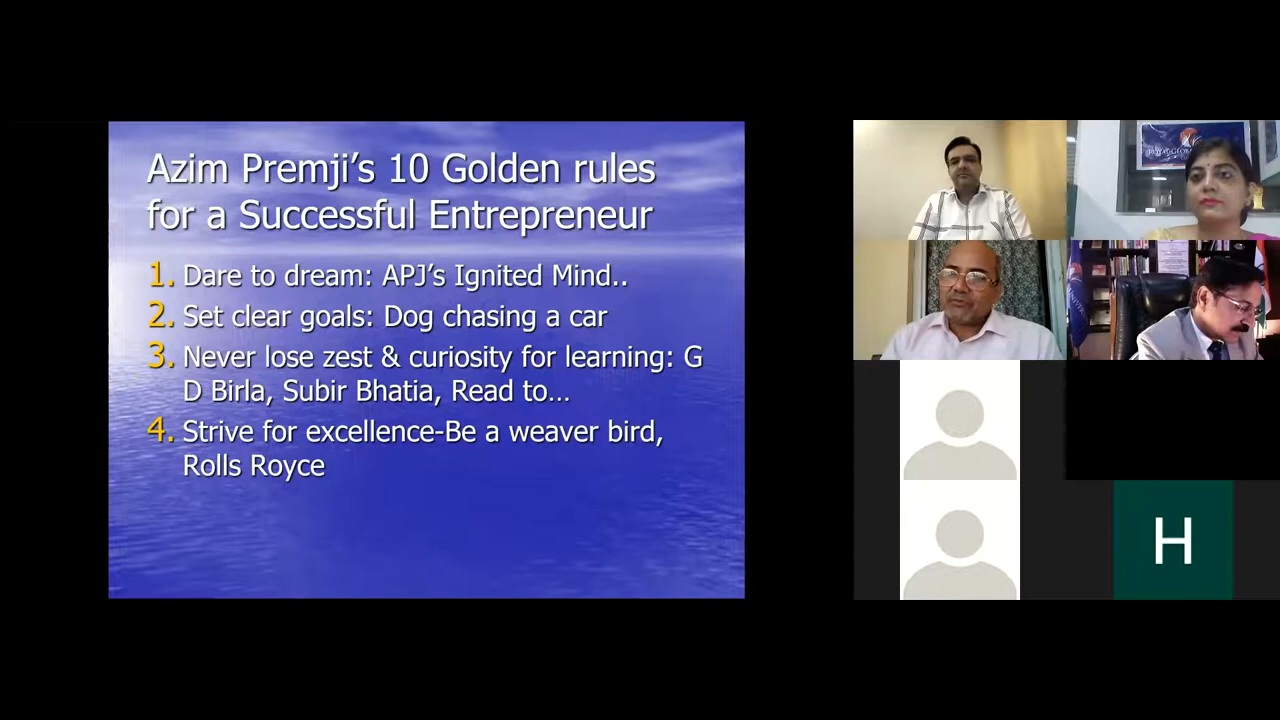 Azim Premji’s 10 Golden rules
for a Successful Entrepreneur
1. Dare to dream: APJ’s Ignited Mind..
2. Set clear goals: Dog chasing a car
3. Never lose zest & curiosity for learning: G
D Birla, Subir Bhatia, Read to…
4. Strive for excellence-Be a weaver bird,
Rolls Royce
H